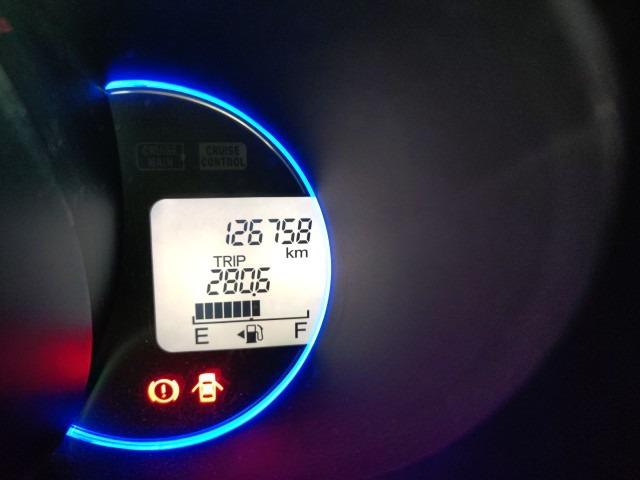 CRUISE MAIN
CRUISE CONTROL
126758
km
TRIP
280.6
E F
!